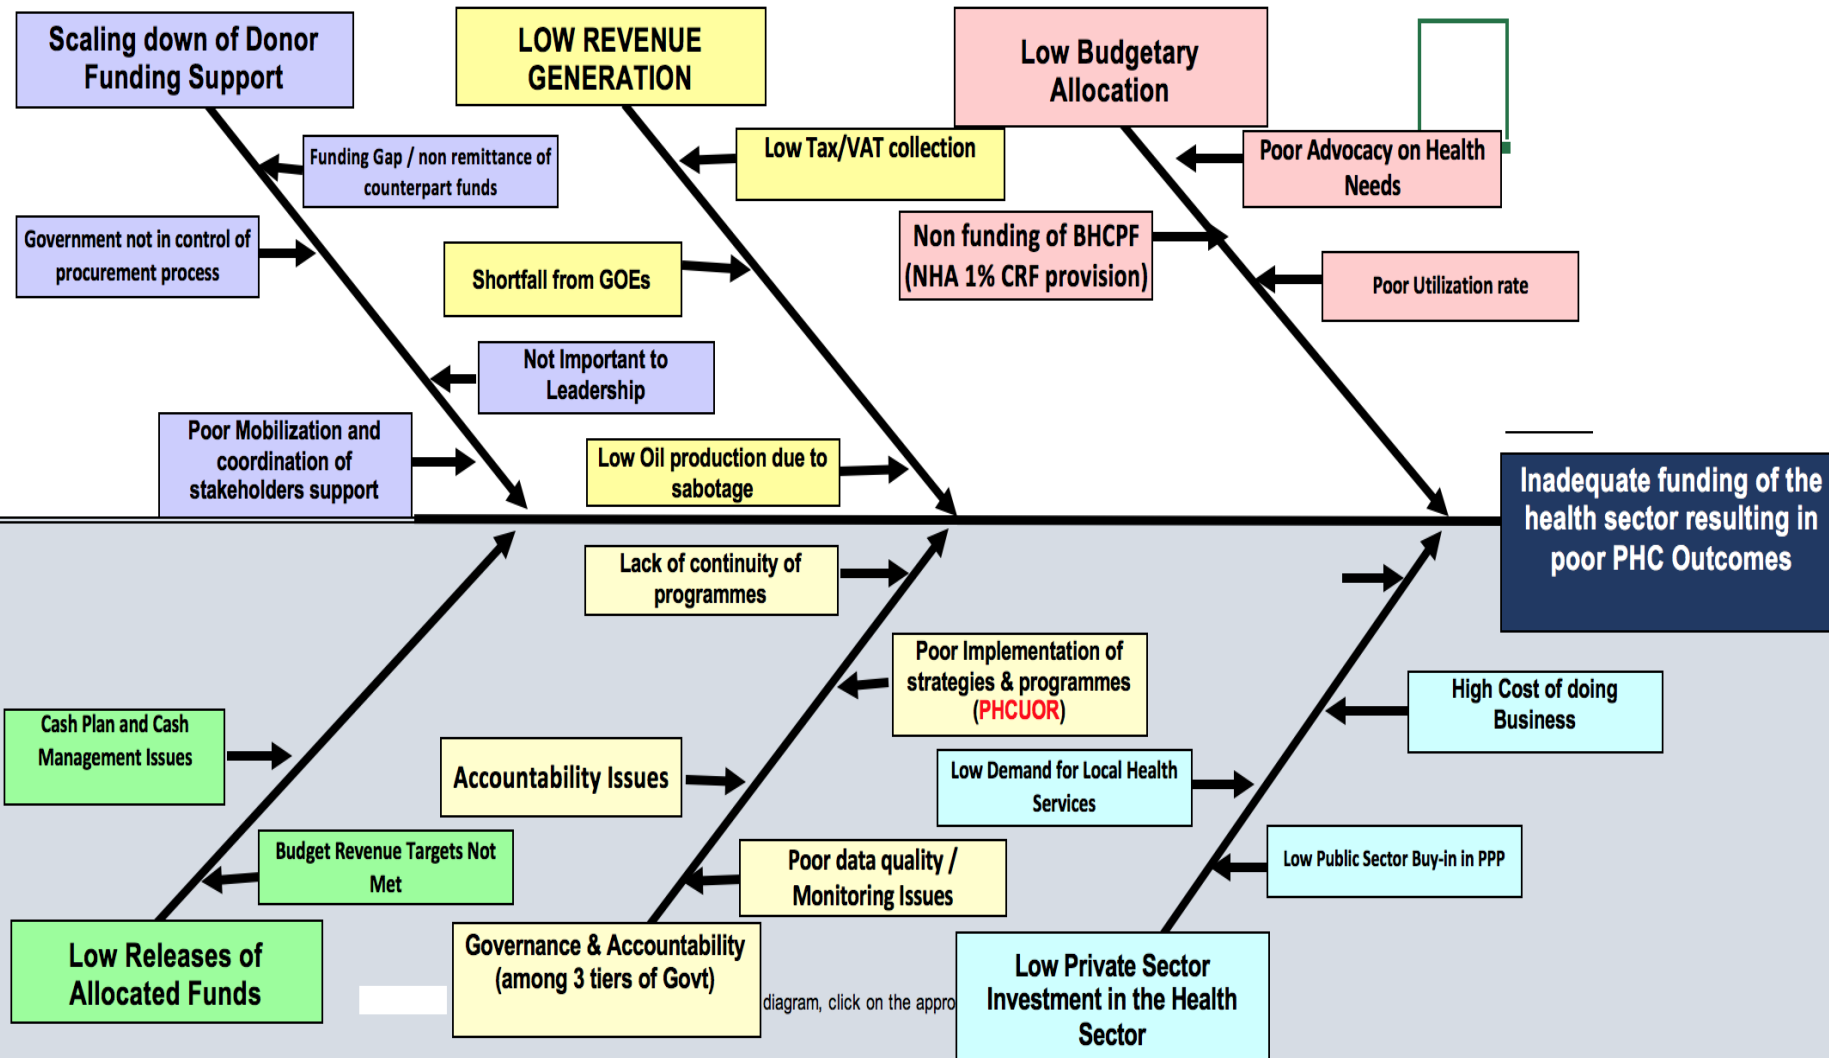 Scaling down of Donor
Funding Support
LOW REVENUE
GENERATION
Low Budgetary
Allocation
Funding Gap / non remittance of
counterpart funds
Low Tax/VAT collection
Poor Advocacy on Health
Needs
Government not in control of
procurement process
Shortfall from GOEs
Non funding of BHCPF
(NHA 1% CRF provision)
Poor Utilization rate
Not Important to
Leadership
Poor Mobilization and
coordination of
stakeholders support
Low Oil production due to
sabotage
Inadequate funding of the
health sector resulting in
poor PHC Outcomes
Lack of continuity of
programmes
Poor Implementation of
strategies & programmes
(PHCUOR)
High Cost of doing
Business
Cash Plan and Cash
Management Issues
Accountability Issues
Low Demand for Local Health
Services
Budget Revenue Targets Not
Met
Poor data quality /
Monitoring Issues
Low Public Sector Buy-in in PPP
Low Releases of
Allocated Funds
Governance & Accountability
(among 3 tiers of Govt)
diagram, click on the appro
Low Private Sector
Investment in the Health
Sector